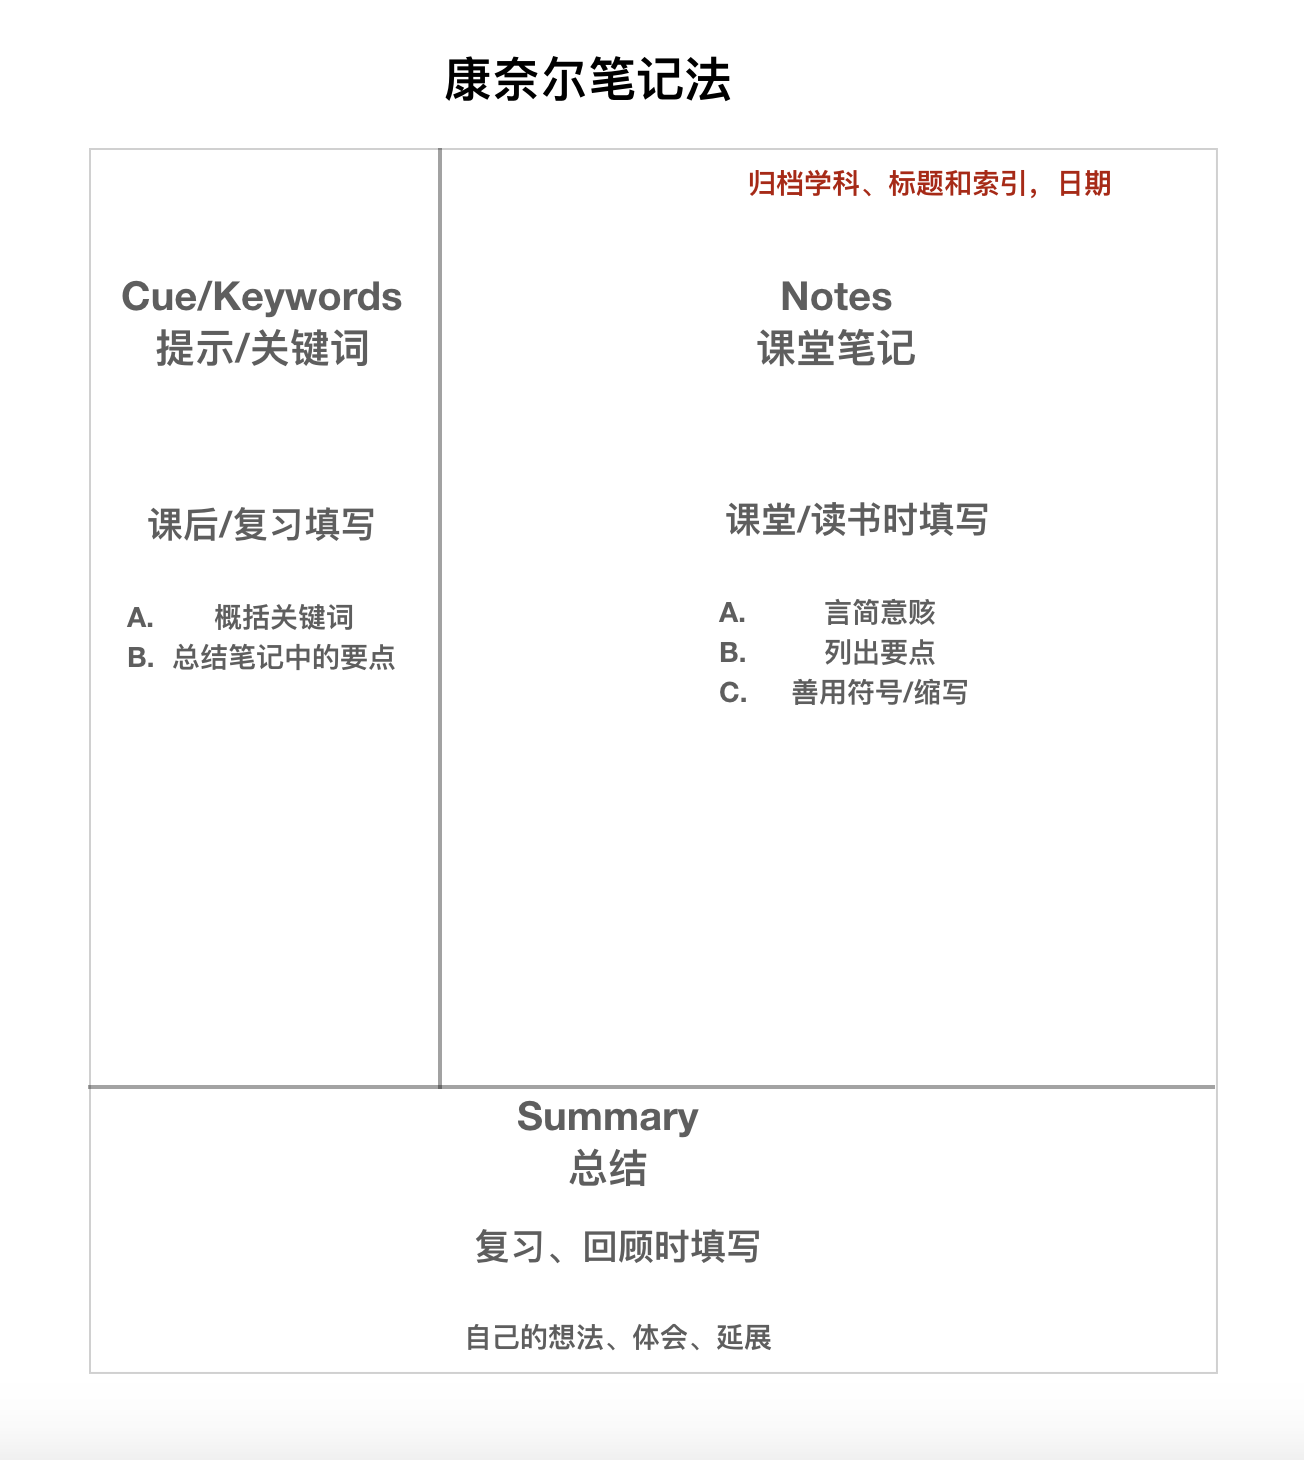 康奈尔笔记法
归档学科、标题和索引，日期
Cue/Keywords
提示/关键词
课后/复习填写
A. 概括关键词
B. 总结笔记中的要点
Notes
课堂笔记
课堂/读书时填写
A. 言简意赅
B. 列出要点
C. 善用符号/缩写
Summary
总结
复习、回顾时填写
自己的想法、体会、延展